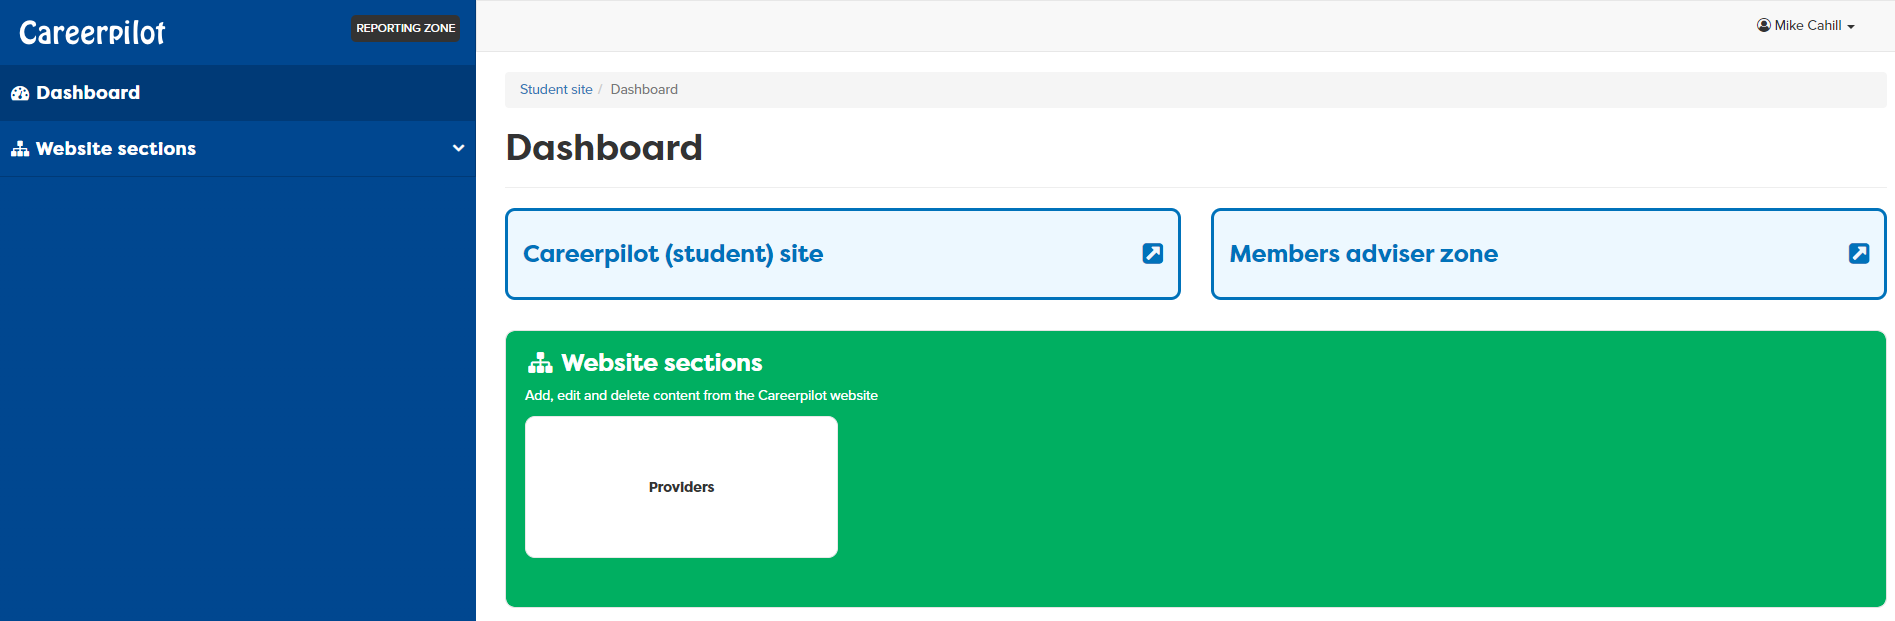 Careerpilot
REPORTING ZONE
Mike Cahill
Dashboard
Website sections
Student site / Dashboard
Dashboard
Careerpilot (student) site
Members adviser zone
Website sections
Add, edit and delete content from the Careerpilot website
Providers